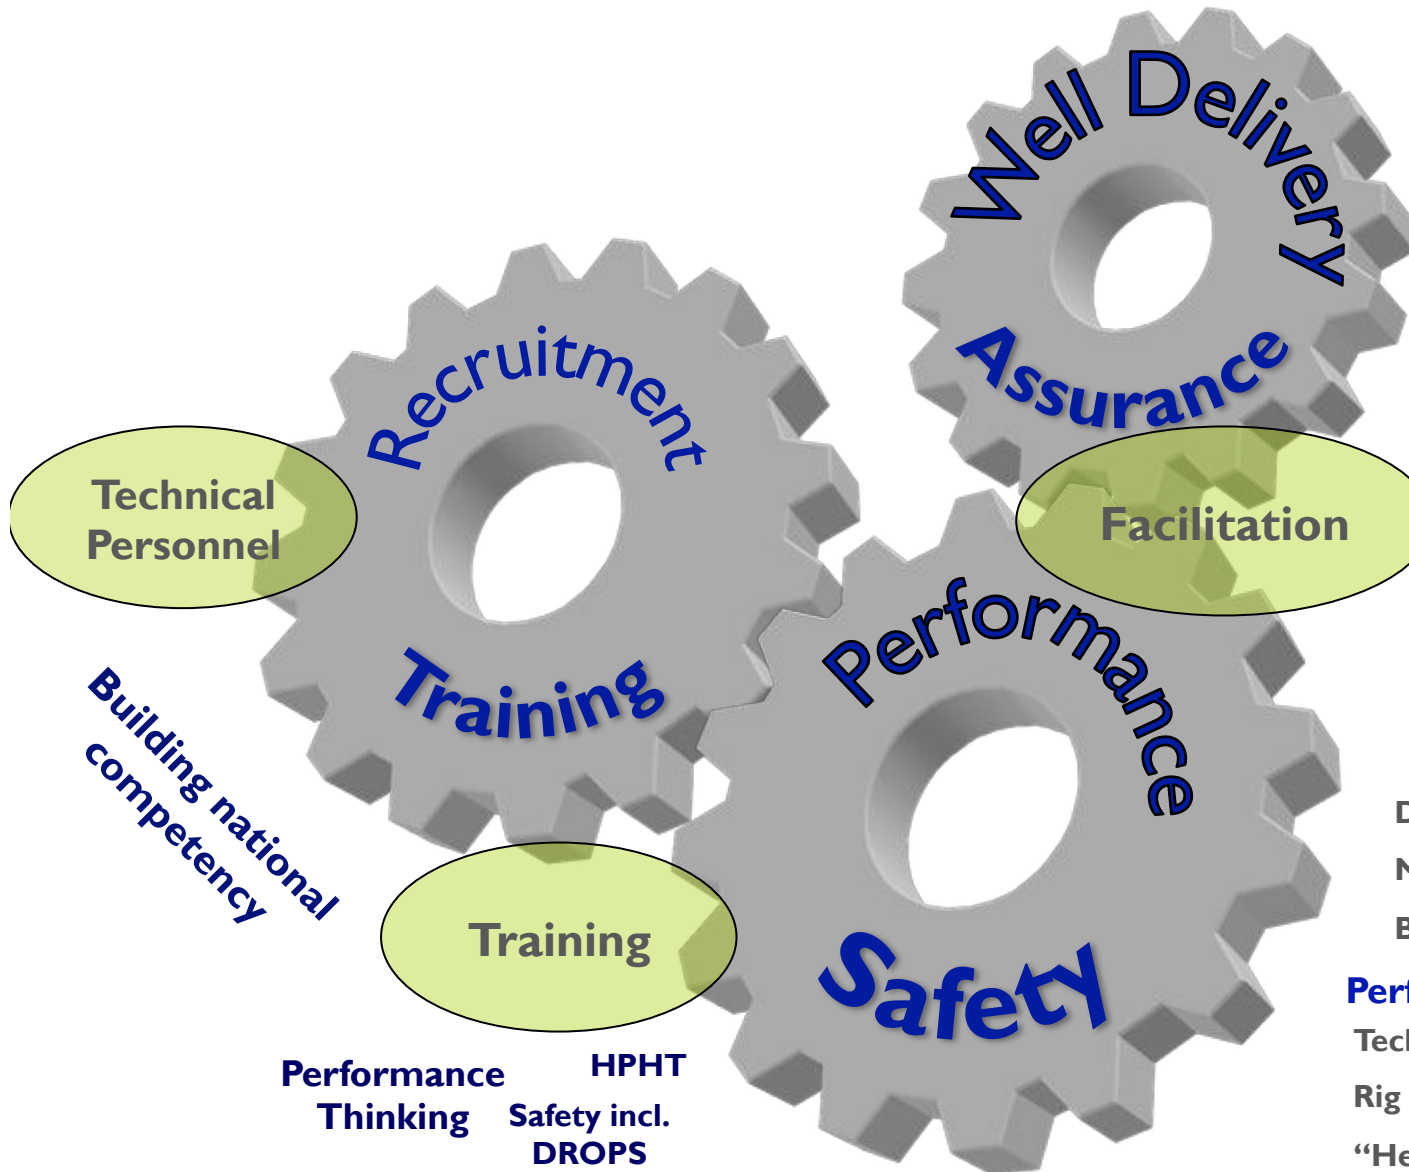 Well Delivery
Assurance
Recruitment
Training
Technical
Personnel
Facilitation
Performance
Safety
Building national
competency
Training
Performance
Thinking
HPHT
Safety incl.
DROPS
Rig